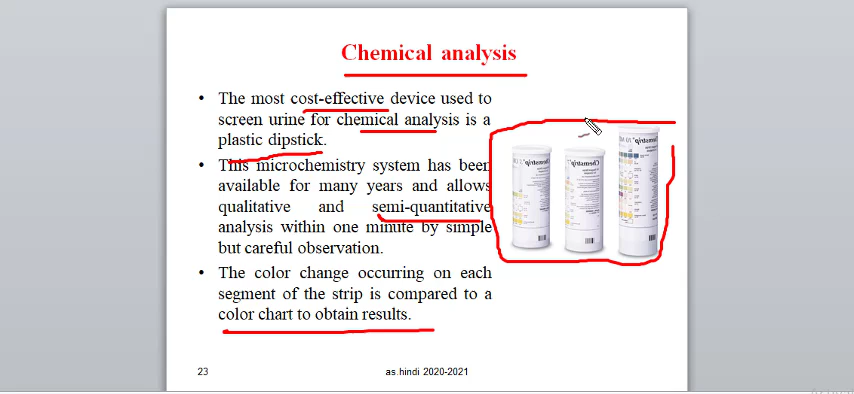 Chemical analysis
• The most cost-effective device used to
screen urine for chemical analysis is a
plastic dipstick.
• This microchemistry system has been
available for many years and allows
qualitative and semi-quantitative
analysis within one minute by simple
but careful observation.
• The color change occurring on each
segment of the strip is compared to a
color chart to obtain results.
Chemstrip
23
as.hindi 2020-2021